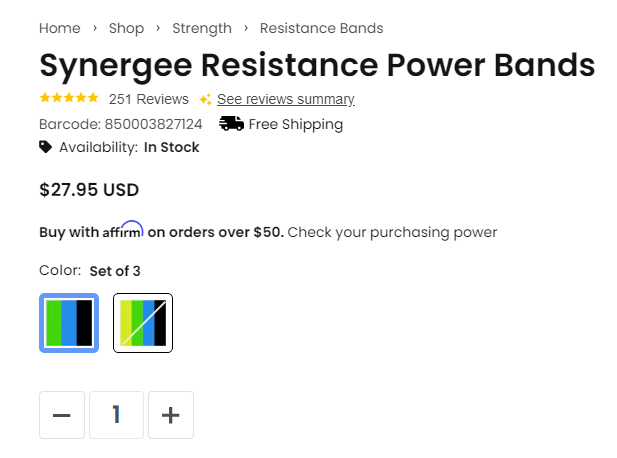 Home › Shop › Strength › Resistance Bands
Synergee Resistance Power Bands
251 Reviews See reviews summary
Barcode: 850003827124 Free Shipping
Availability: In Stock
$27.95 USD
Buy with affirm on orders over $50. Check your purchasing power
Color: Set of 3
− 1 +